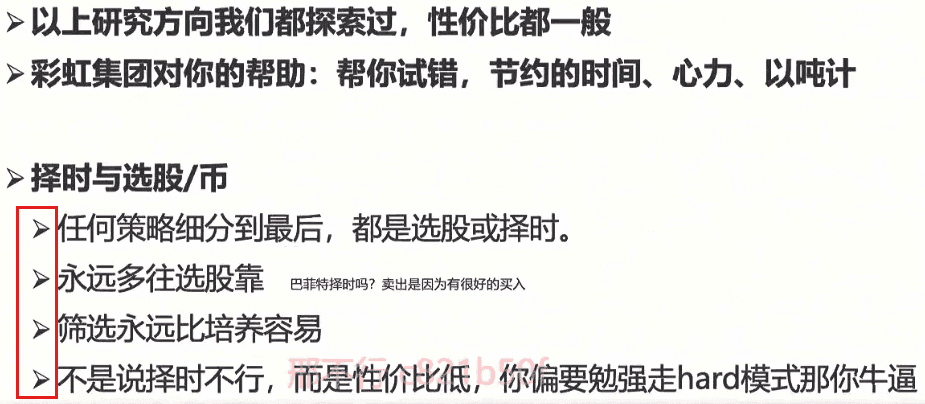 ➢以上研究方向我们都探索过，性价比都一般
➢彩虹集团对你的帮助：帮你试错，节约的时间、心力、以吨计
➢择时与选股/币
➢任何策略细分到最后，都是选股或择时。
➢永远多往选股靠 巴菲特择时吗？卖出是因为有很好的买入
➢筛选永远比培养容易
➢不是说择时不行，而是性价比低，你偏要勉强走hard模式那你牛逼